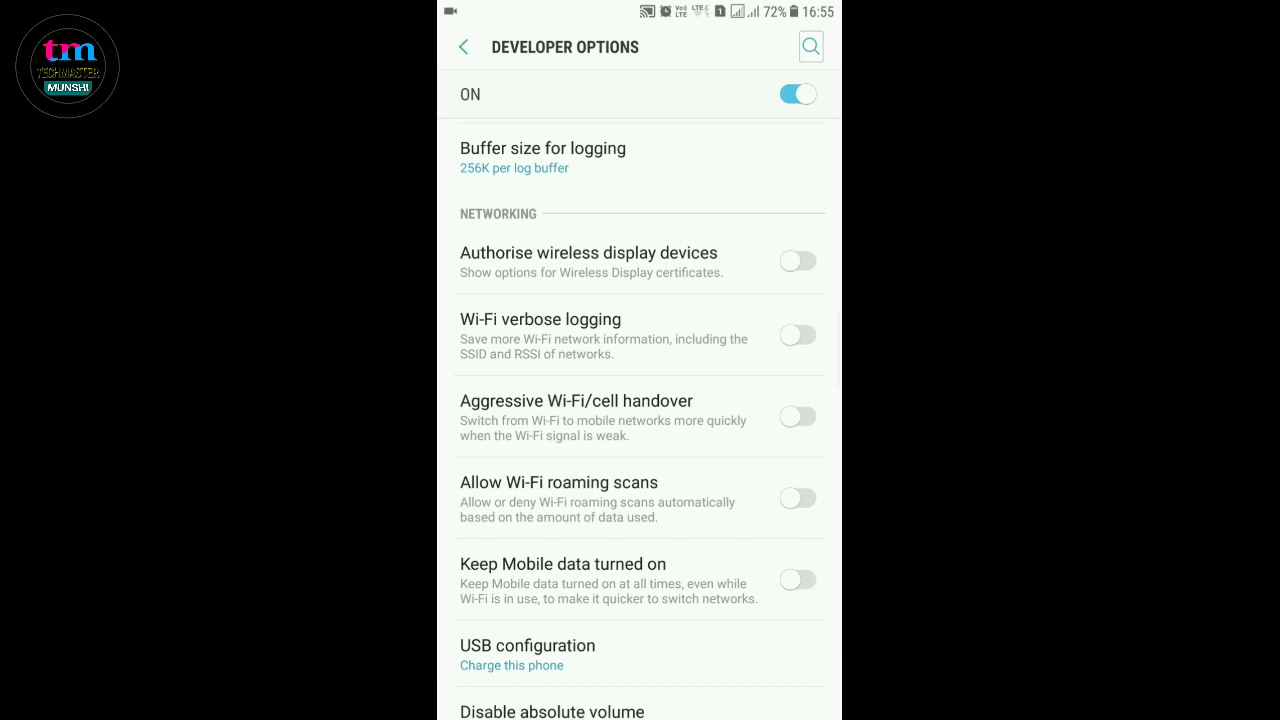 tm
TECHMASTER
MUNSHI
VoLTE LTE 1 72% 16:55
DEVELOPER OPTIONS
ON
Buffer size for logging
256K per log buffer
NETWORKING
Authorise wireless display devices
Show options for Wireless Display certificates.
Wi-Fi verbose logging
Save more Wi-Fi network information, including the
SSID and RSSI of networks.
Aggressive Wi-Fi/cell handover
Switch from Wi-Fi to mobile networks more quickly
when the Wi-Fi signal is weak.
Allow Wi-Fi roaming scans
Allow or deny Wi-Fi roaming scans automatically
based on the amount of data used.
Keep Mobile data turned on
Keep Mobile data turned on at all times, even while
Wi-Fi is in use, to make it quicker to switch networks.
USB configuration
Charge this phone
Disable absolute volume